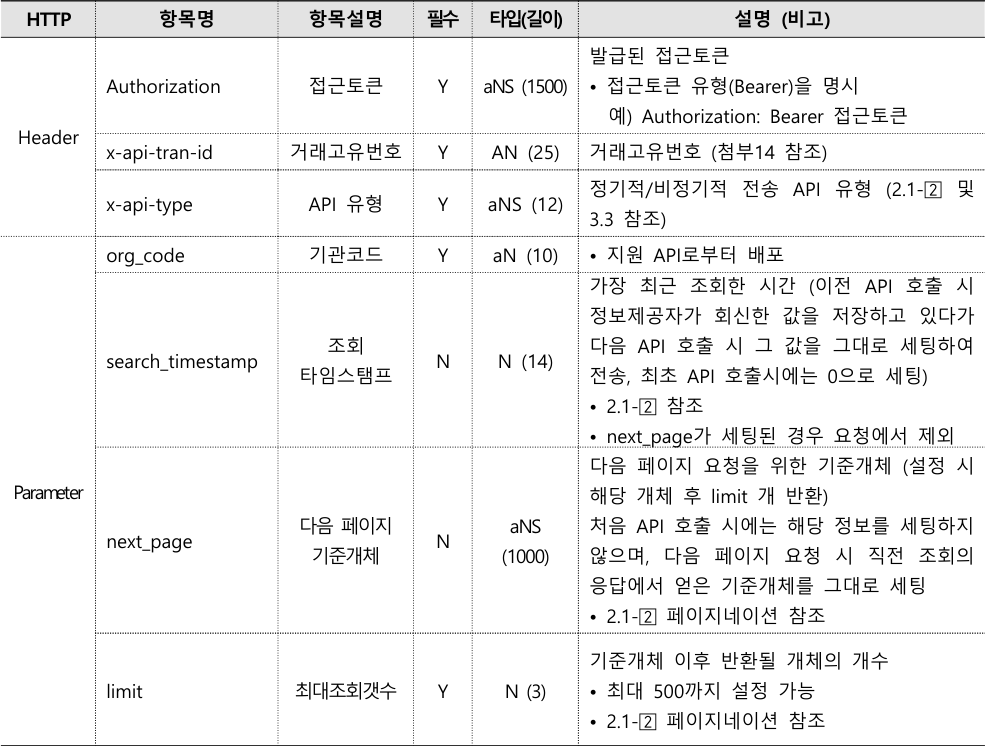 HTTP 항목명 항목설명 필수 타입(길이) 설명 (비고)
Header
Authorization 접근토큰 Y aNS (1500)
발급된 접근토큰
• 접근토큰 유형(Bearer)을 명시
예) Authorization: Bearer 접근토큰
x-api-tran-id 거래고유번호 Y AN (25) 거래고유번호 (첨부14 참조)
x-api-type API 유형 Y aNS (12)
정기적/비정기적 전송 API 유형 (2.1-2 및
3.3 참조)
Parameter
org_code 기관코드 Y aN (10) • 지원 API로부터 배포
search_timestamp
조회
타임스탬프
N N (14)
가장 최근 조회한 시간 (이전 API 호출 시
정보제공자가 회신한 값을 저장하고 있다가
다음 API 호출 시 그 값을 그대로 세팅하여
전송, 최초 API 호출시에는 0으로 세팅)
• 2.1-2 참조
• next_page가 세팅된 경우 요청에서 제외
next_page
다음 페이지
기준개체
N
aNS
(1000)
다음 페이지 요청을 위한 기준개체 (설정 시
해당 개체 후 limit 개 반환)
처음 API 호출 시에는 해당 정보를 세팅하지
않으며, 다음 페이지 요청 시 직전 조회의
응답에서 얻은 기준개체를 그대로 세팅
• 2.1-2 페이지네이션 참조
limit 최대조회갯수 Y N (3)
기준개체 이후 반환될 개체의 개수
• 최대 500까지 설정 가능
• 2.1-2 페이지네이션 참조